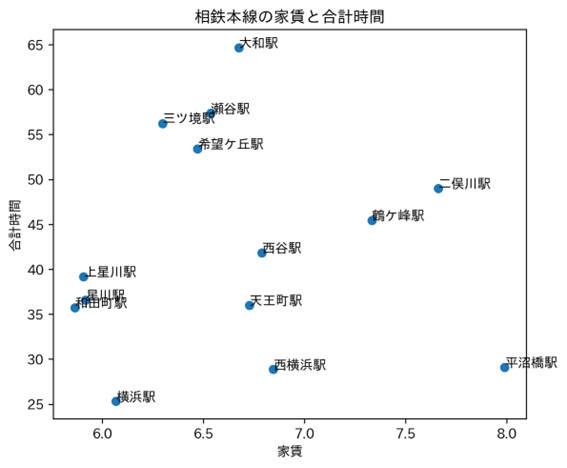 相鉄本線の家賃と合計時間
65
60
55
50
45
40
35
30
25
合計時間
大和駅
瀬谷駅
三ツ境駅
希望ケ丘駅
二俣川駅
鶴ケ峰駅
西谷駅
上星川駅
星川駅
和田町駅
天王町駅
西横浜駅
平沼橋駅
横浜駅
6.0
6.5
7.0
7.5
8.0
家賃